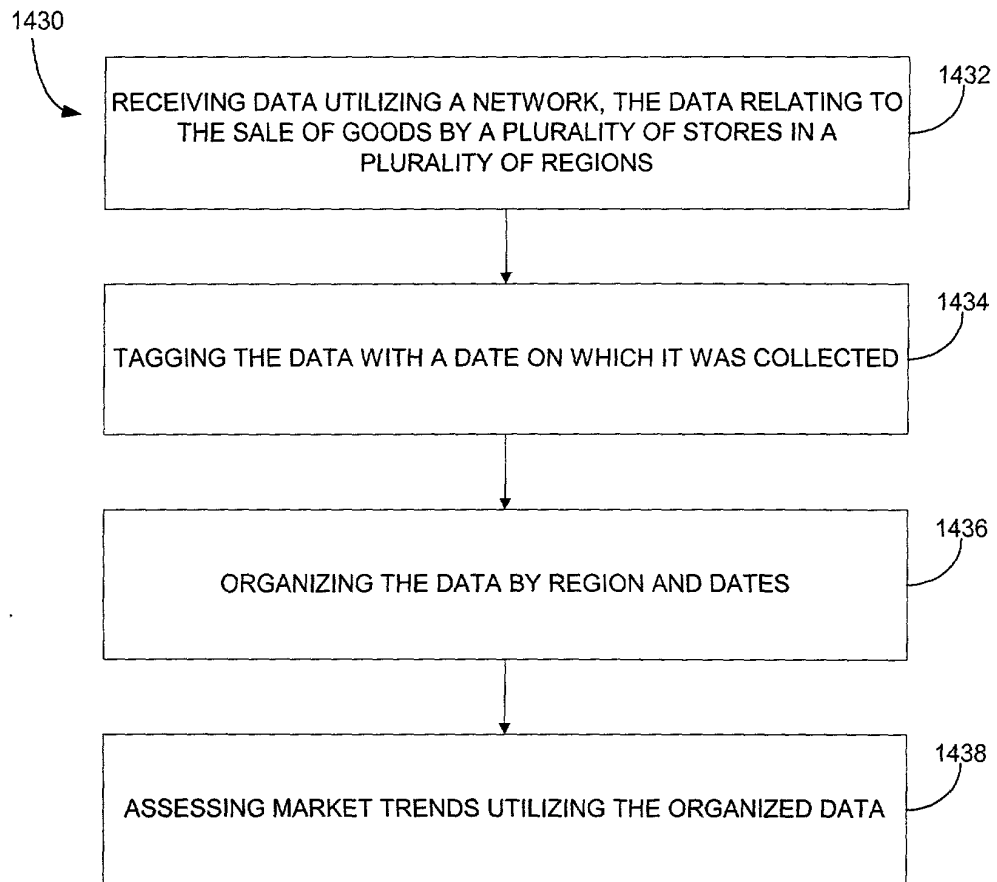 1430
1432
RECEIVING DATA UTILIZING A NETWORK, THE DATA RELATING TO
THE SALE OF GOODS BY A PLURALITY OF STORES IN A
PLURALITY OF REGIONS
1434
TAGGING THE DATA WITH A DATE ON WHICH IT WAS COLLECTED
1436
ORGANIZING THE DATA BY REGION AND DATES
1438
ASSESSING MARKET TRENDS UTILIZING THE ORGANIZED DATA